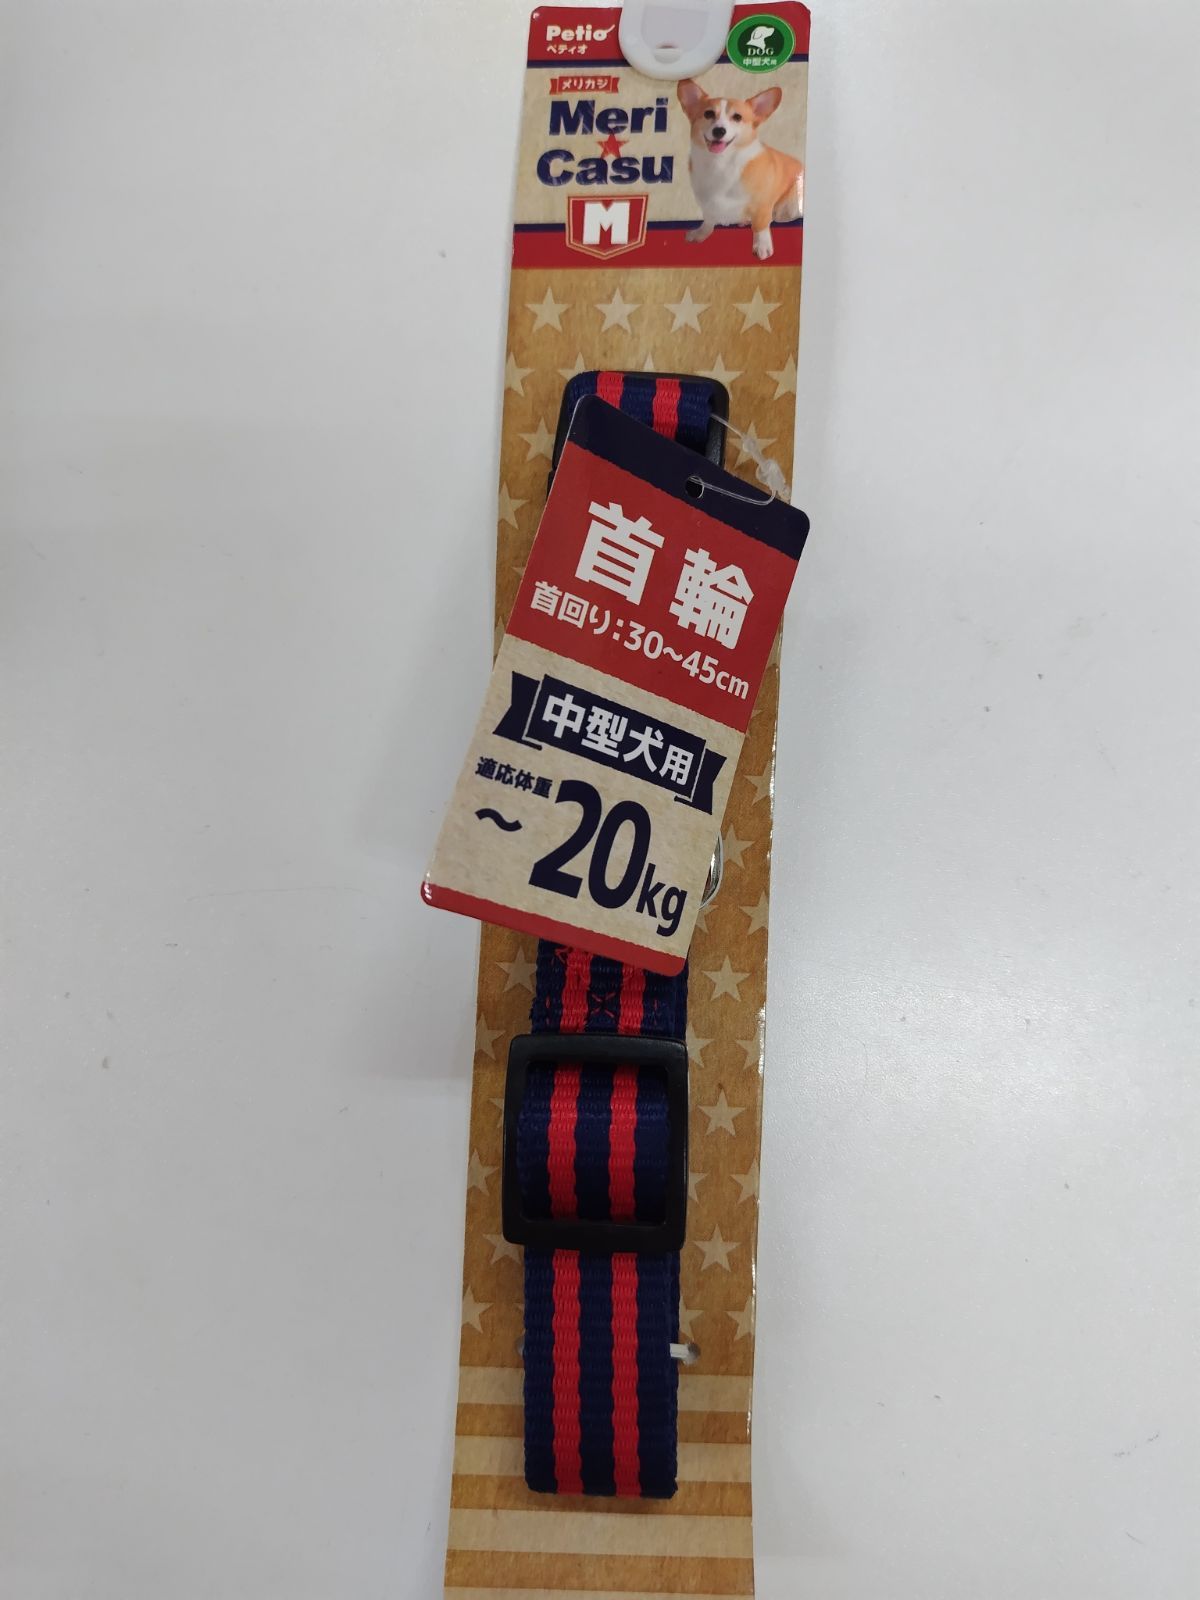 Petio
ペティオ
DOG
中型犬用
メリカジ
Meri
Casu
M
首輪
首回り:30~45cm
中型犬用
適応体重
~20kg